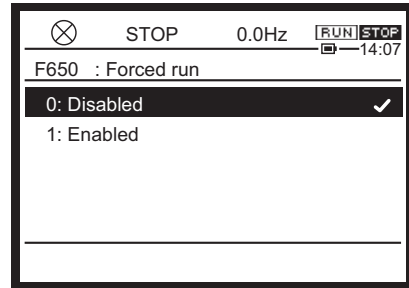 STOP 0.0Hz RUN STOP
14:07
F650 : Forced run
0: Disabled
1: Enabled